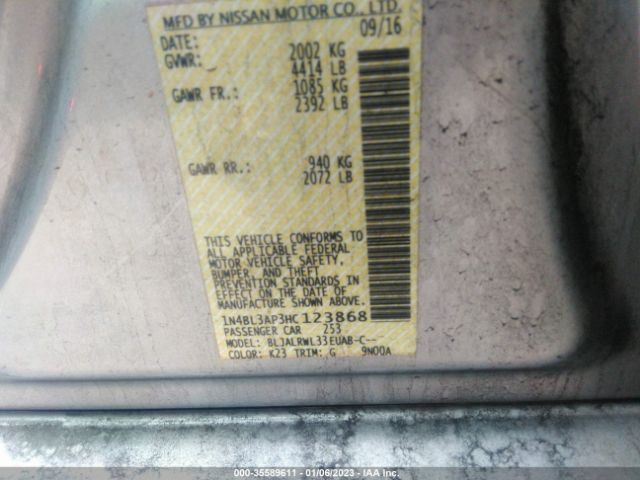 MFD BY NISSAN MOTOR CO., LTD.
DATE: 09/16
GVWR: 2002 KG
4414 LB
GAWR FR.: 1085 KG
2392 LB
GAWR RR.: 940 KG
2072 LB
THIS VEHICLE CONFORMS TO
ALL APPLICABLE FEDERAL
MOTOR VEHICLE SAFETY,
BUMPER, AND THEFT
PREVENTION STANDARDS IN
EFFECT ON THE DATE OF
MANUFACTURE SHOWN ABOVE.
1N4BL3AP3HC123868
PASSENGER CAR 253
MODEL: BLJALRWL33EUAB-C--
COLOR: K23 TRIM: G 9N00A
000-35589611 - 01/06/2023 - IAA Inc.